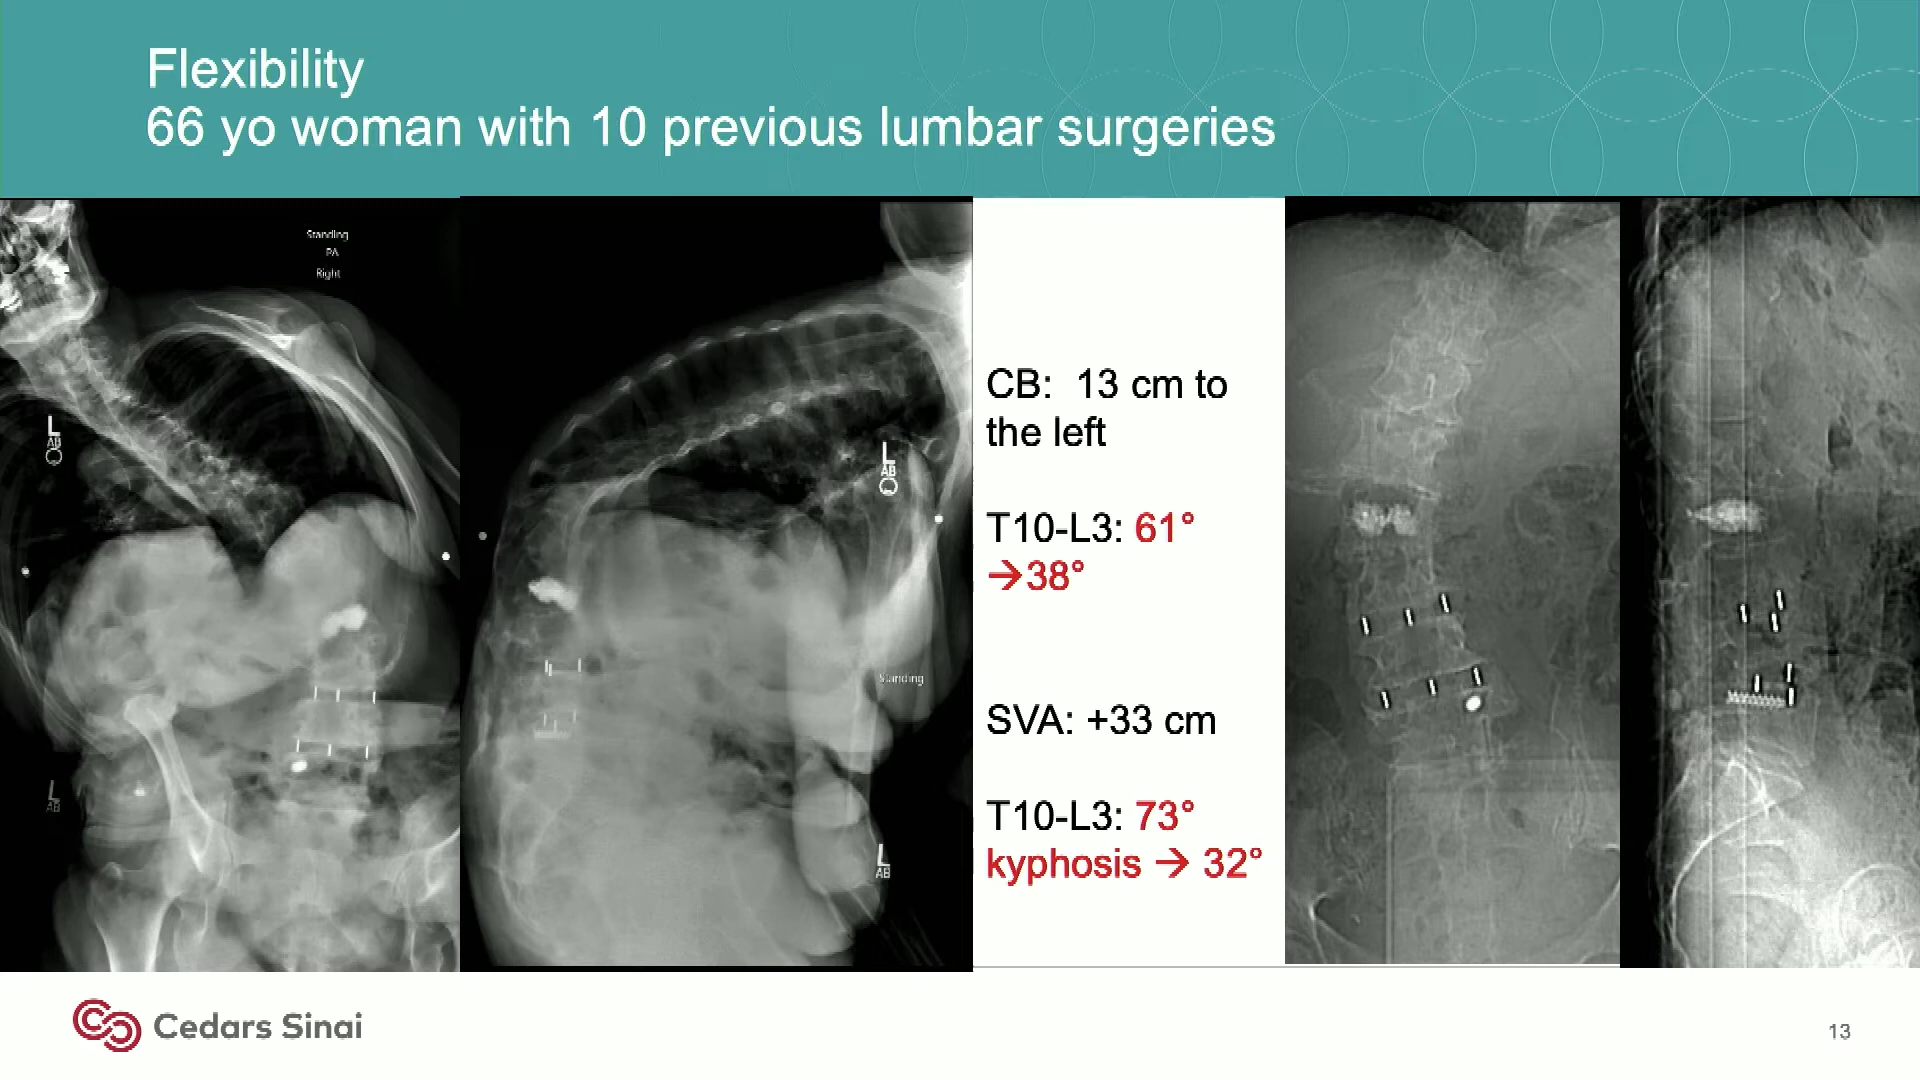 Flexibility
66 yo woman with 10 previous lumbar surgeries
Standing
PA
Right
L
AB
L
AB
L
AB
Standing
L
AB
CB: 13 cm to
the left
T10-L3: 61°
→38°
SVA: +33 cm
T10-L3: 73°
kyphosis → 32°
Cedars Sinai
13